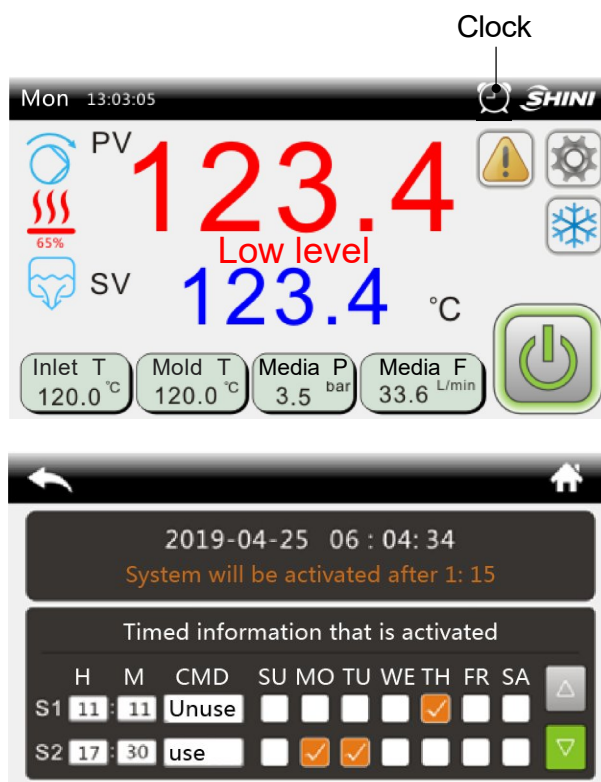 Clock
Mon 13:03:05 SHINI
PV 123.4
65%
Low level
SV 123.4 °C
Inlet T Mold T Media P Media F
120.0 °C 120.0 °C 3.5 bar 33.6 L/min
2019-04-25 06 : 04: 34
System will be activated after 1: 15
Timed information that is activated
H M CMD SU MO TU WE TH FR SA
S1 11 : 11 Unuse
S2 17 : 30 use